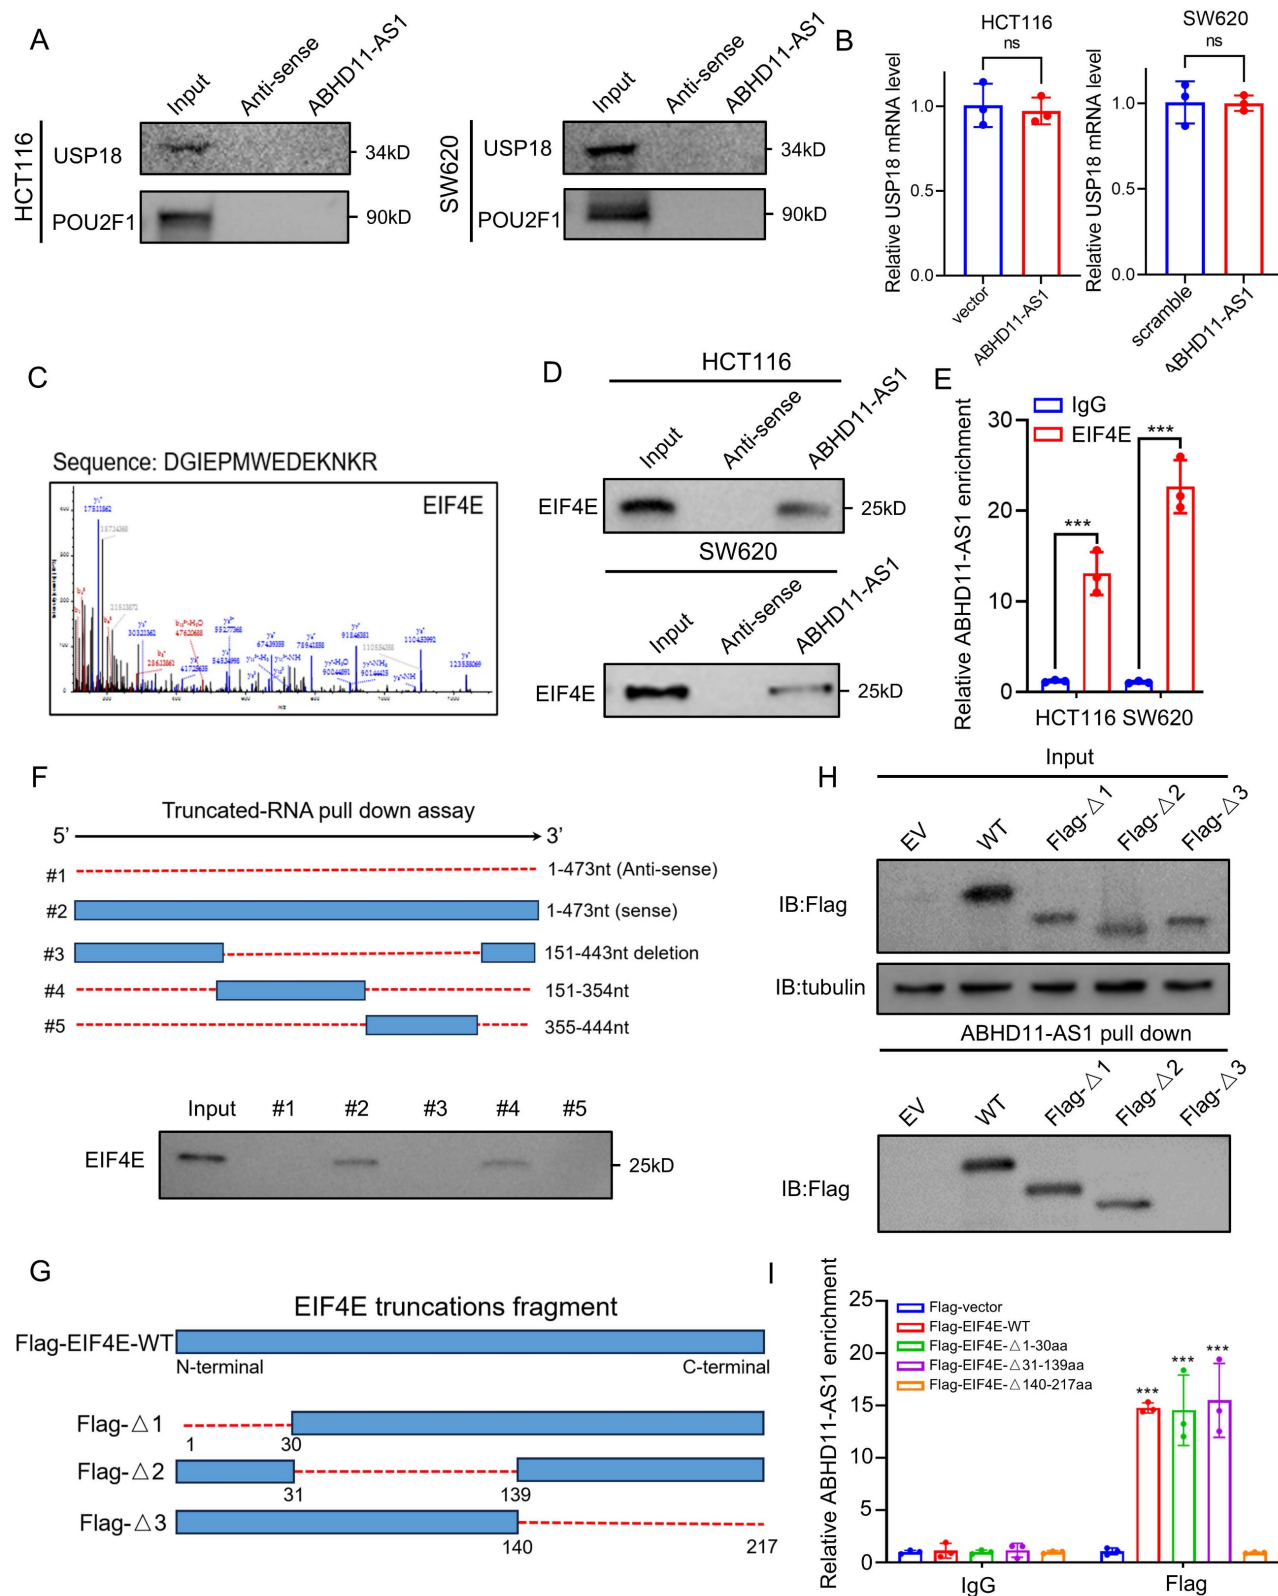 A
Input
Anti-sense
ABHD11-AS1
HCT116
USP18
34kD
POU2F1
90kD
Input
Anti-sense
ABHD11-AS1
SW620
USP18
34kD
POU2F1
90kD
B
HCT116
ns
Relative USP18 mRNA level
1.0
0.5
0.0
vector
ABHD11-AS1
SW620
ns
Relative USP18 mRNA level
1.0
0.5
0.0
scramble
ABHD11-AS1
C
Sequence: DGIEPMWEDEKNKR
EIF4E
D
HCT116
Input
Anti-sense
ABHD11-AS1
EIF4E
25kD
SW620
Input
Anti-sense
ABHD11-AS1
EIF4E
25kD
E
IgG
EIF4E
Relative ABHD11-AS1 enrichment
30
20
10
0
***
***
HCT116 SW620
F
Truncated-RNA pull down assay
5’ 3’
#1 1-473nt (Anti-sense)
#2 1-473nt (sense)
#3 151-443nt deletion
#4 151-354nt
#5 355-444nt
Input #1 #2 #3 #4 #5
EIF4E 25kD
G
EIF4E truncations fragment
Flag-EIF4E-WT
N-terminal C-terminal
Flag-△1
1 30
Flag-△2
31 139
Flag-△3
140 217
H
Input
EV
WT
Flag-△1
Flag-△2
Flag-△3
IB:Flag
IB:tubulin
ABHD11-AS1 pull down
EV
WT
Flag-△1
Flag-△2
Flag-△3
IB:Flag
I
Relative ABHD11-AS1 enrichment
25
20
15
10
5
0
Flag-vector
Flag-EIF4E-WT
Flag-EIF4E-△1-30aa
Flag-EIF4E-△31-139aa
Flag-EIF4E-△140-217aa
***
***
***
IgG Flag